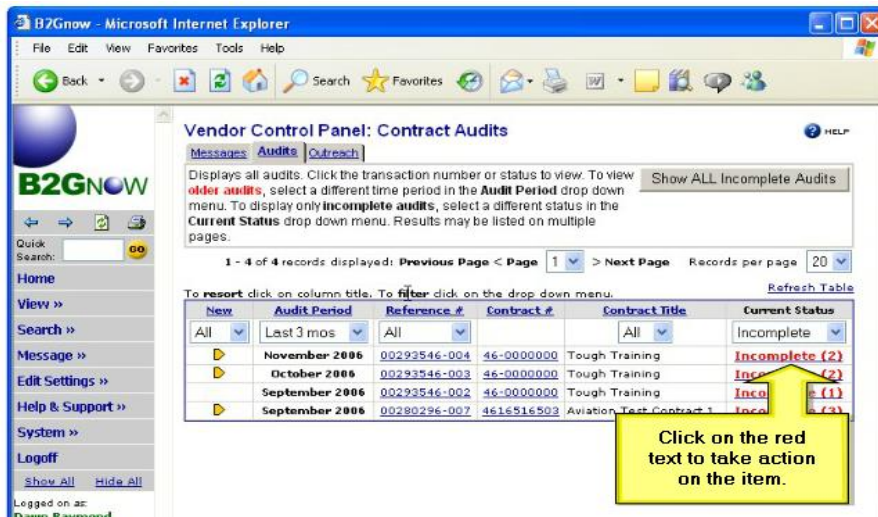 B2Gnow - Microsoft Internet Explorer
File Edit View Favorites Tools Help
Back Search Favorites
B2GNOW
Quick Search: GO
Home
View »
Search »
Message »
Edit Settings »
Help & Support »
System »
Logoff
Show All Hide All
Logged on as:
Dawn Raymond
Vendor Control Panel: Contract Audits
HELP
Messages Audits Outreach
Displays all audits. Click the transaction number or status to view. To view
older audits, select a different time period in the Audit Period drop down
menu. To display only incomplete audits, select a different status in the
Current Status drop down menu. Results may be listed on multiple
pages.
Show ALL Incomplete Audits
1 - 4 of 4 records displayed: Previous Page < Page 1 > Next Page Records per page 20
To resort click on column title. To filter click on the drop down menu.
Refresh Table
New Audit Period Reference # Contract # Contract Title Current Status
All Last 3 mos All All Incomplete
November 2006 00293546-004 46-0000000 Tough Training Incomplete (2)
October 2006 00293546-003 46-0000000 Tough Training (2)
September 2006 00293546-002 46-0000000 Tough Training (1)
September 2006 00280296-007 4616516503 Aviation Test Contract 1 (3)
Click on the red
text to take action
on the item.